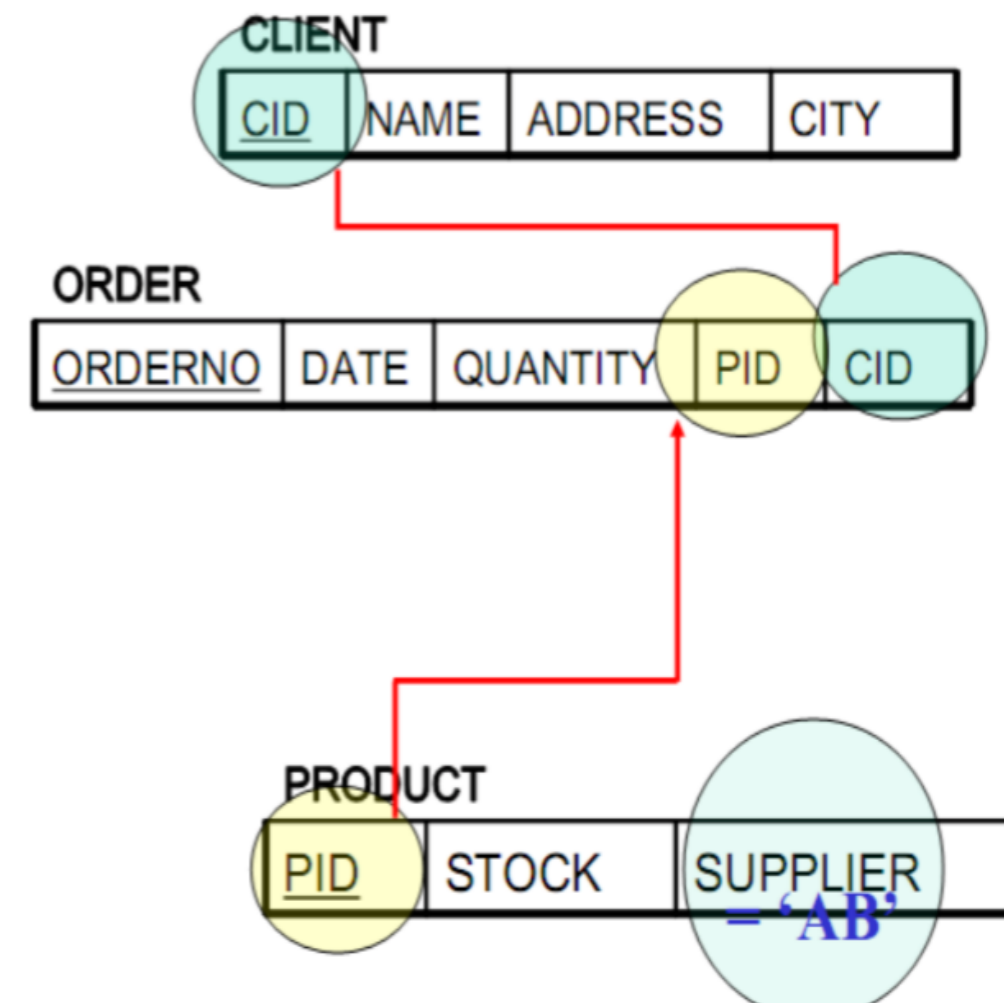 CLIENT
CID NAME ADDRESS CITY
ORDER
ORDERNO DATE QUANTITY PID CID
PRODUCT
PID STOCK SUPPLIER
= ‘AB’